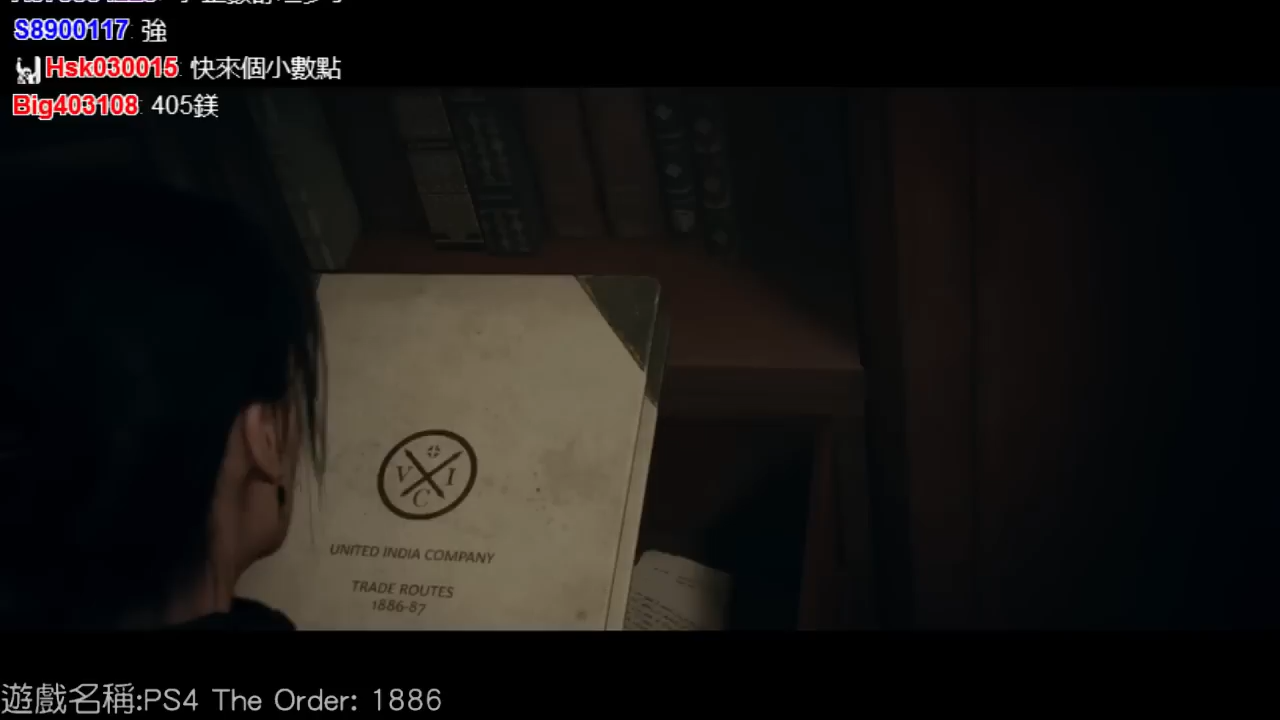 S8900117: 強
Hsk030015: 快來個小數點
Big403108: 405鎂
V I
C
UNITED INDIA COMPANY
TRADE ROUTES
1886-87
遊戲名稱:PS4 The Order: 1886